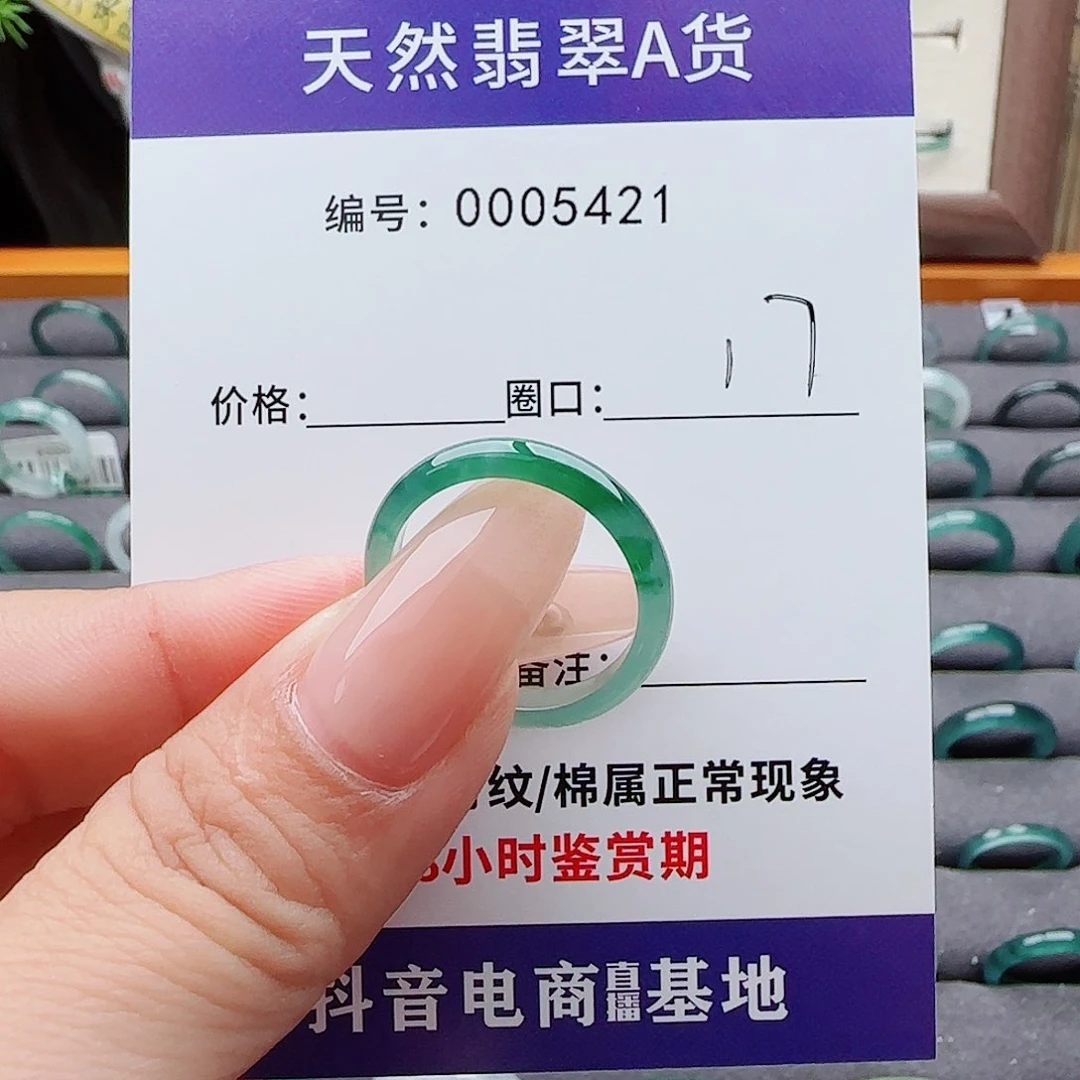 天然翡翠A货
编号：0005421
价格： 圈口：17
备注：
纹/棉属正常现象
小时鉴赏期
抖音电商直播基地